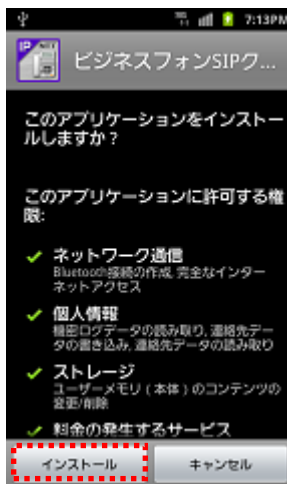 7:13PM
IP
ビジネスフォンSIPク...
このアプリケーションをインストー
ルしますか？
このアプリケーションに許可する権
限:
ネットワーク通信
Bluetooth接続の作成, 完全なインター
ネットアクセス
個人情報
機密ログデータの読み取り, 連絡先デー
タの書き込み, 連絡先データの読み取り
ストレージ
ユーザーメモリ ( 本体 ) のコンテンツの
変更/削除
料金の発生するサービス
インストール
キャンセル